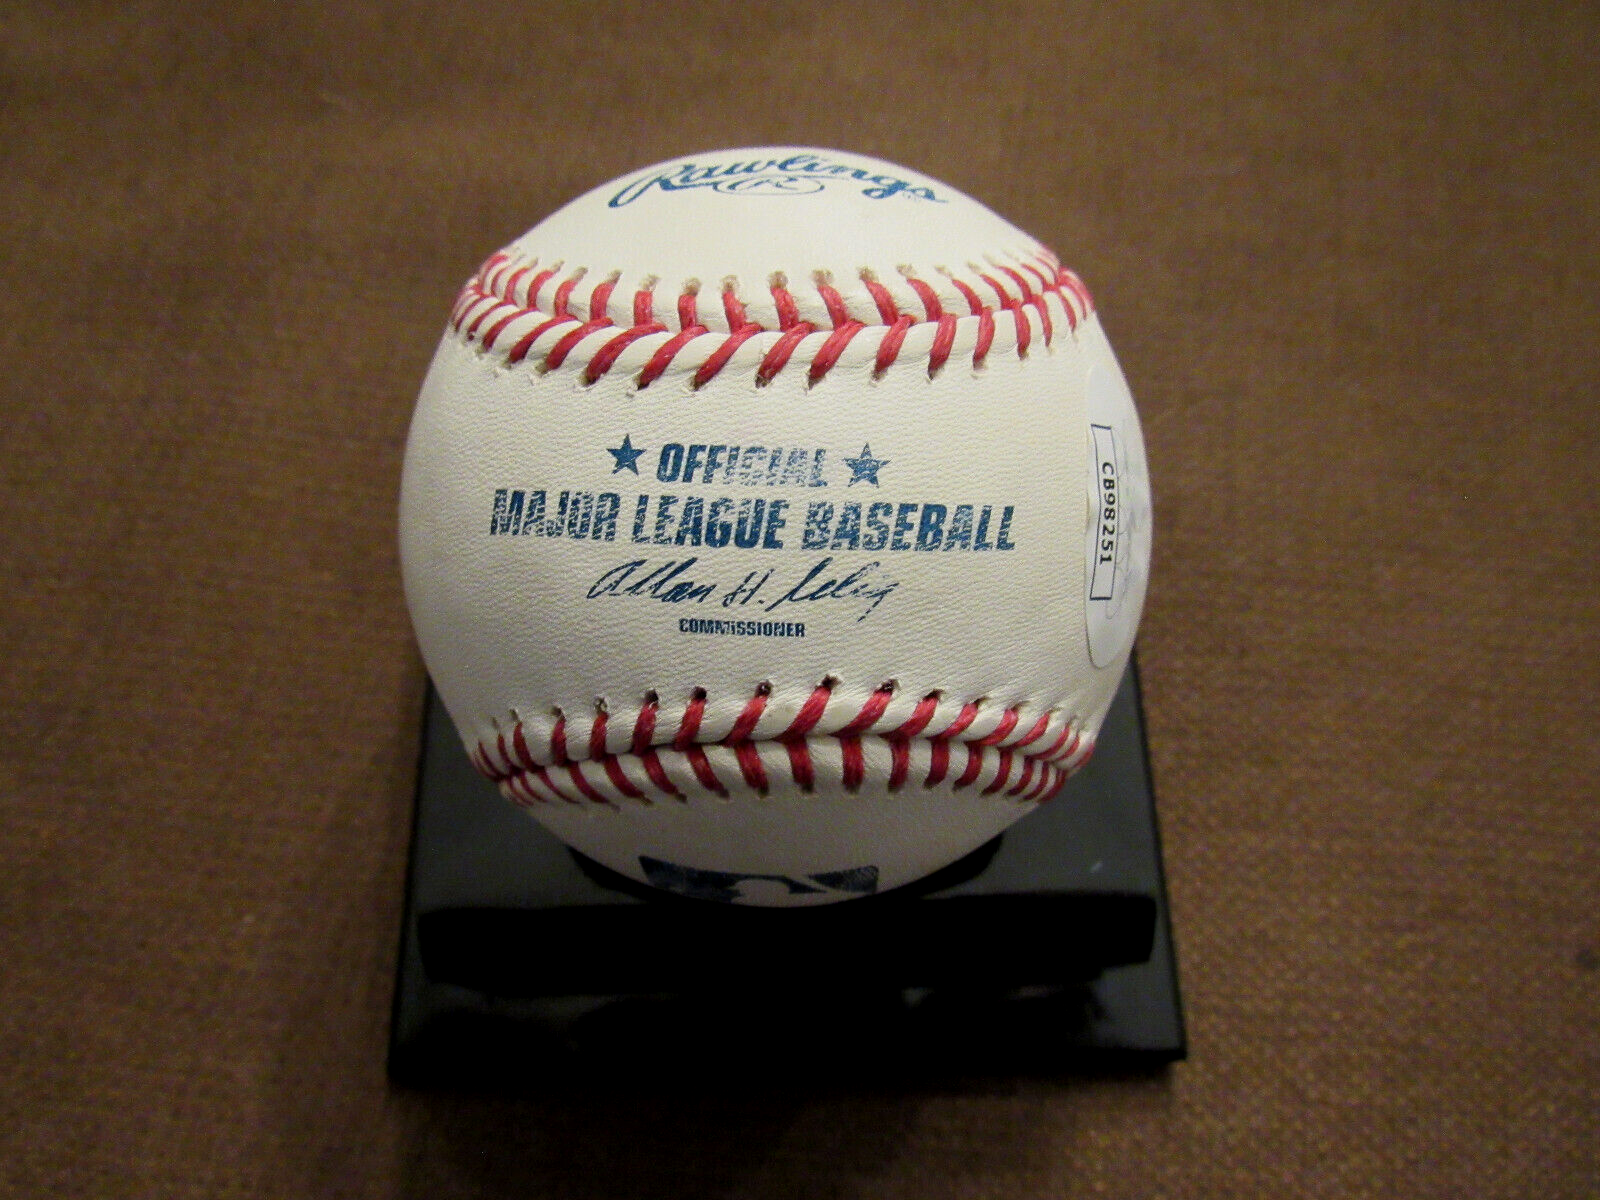 Rawlings
R
★ OFFICIAL ★
MAJOR LEAGUE BASEBALL
Allan H. Selig
COMMISSIONER
CB98251